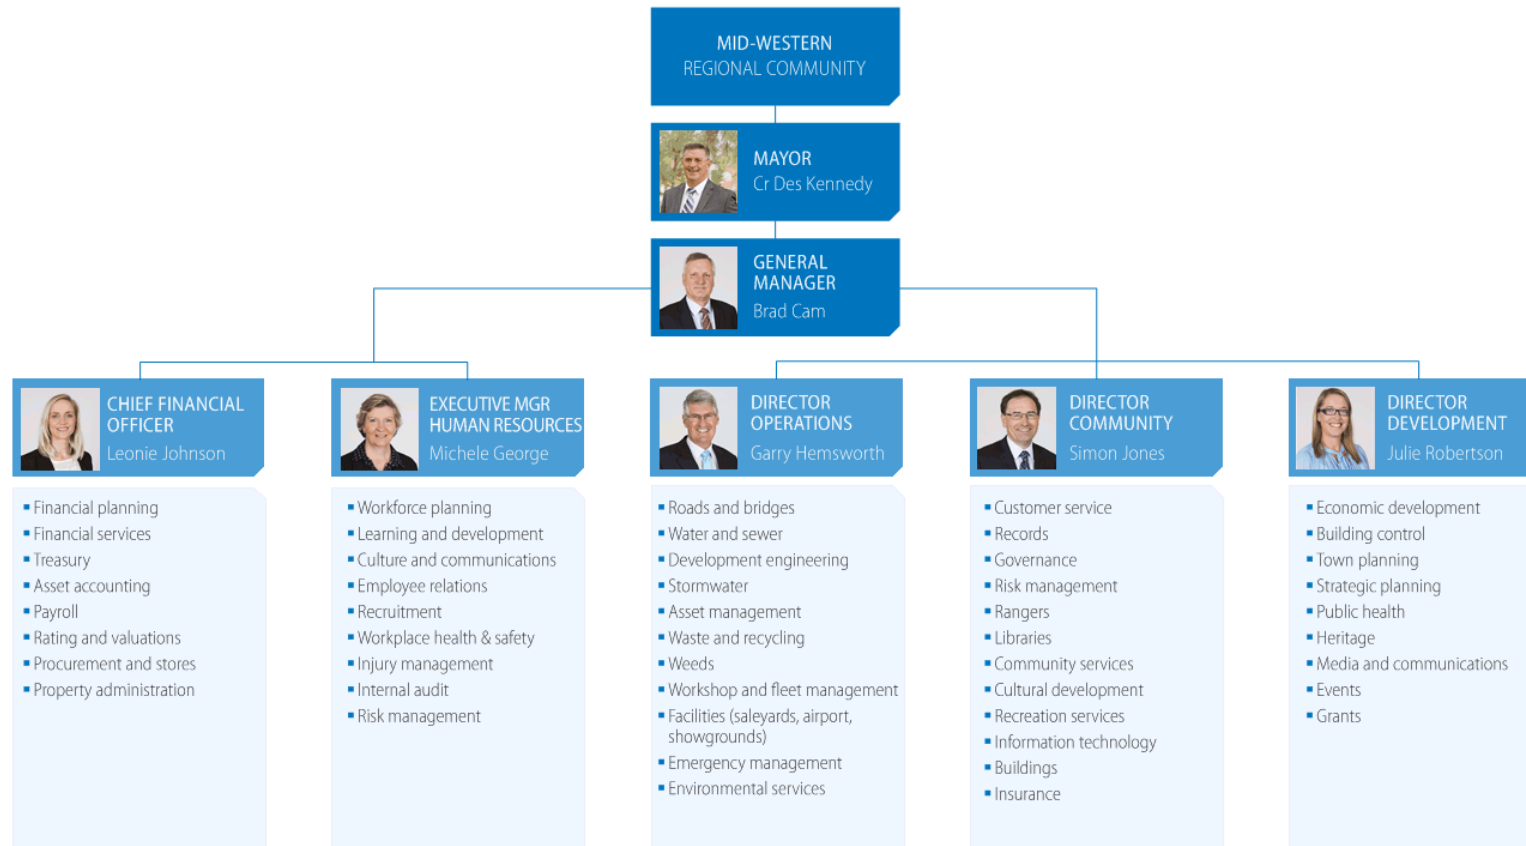 MID-WESTERN
REGIONAL COMMUNITY
MAYOR
Cr Des Kennedy
GENERAL
MANAGER
Brad Cam
CHIEF FINANCIAL
OFFICER
Leonie Johnson
Financial planning
Financial services
Treasury
Asset accounting
Payroll
Rating and valuations
Procurement and stores
Property administration
EXECUTIVE MGR
HUMAN RESOURCES
Michele George
Workforce planning
Learning and development
Culture and communications
Employee relations
Recruitment
Workplace health & safety
Injury management
Internal audit
Risk management
DIRECTOR
OPERATIONS
Garry Hemsworth
Roads and bridges
Water and sewer
Development engineering
Stormwater
Asset management
Waste and recycling
Weeds
Workshop and fleet management
Facilities (saleyards, airport,
showgrounds)
Emergency management
Environmental services
DIRECTOR
COMMUNITY
Simon Jones
Customer service
Records
Governance
Risk management
Rangers
Libraries
Community services
Cultural development
Recreation services
Information technology
Buildings
Insurance
DIRECTOR
DEVELOPMENT
Julie Robertson
Economic development
Building control
Town planning
Strategic planning
Public health
Heritage
Media and communications
Events
Grants